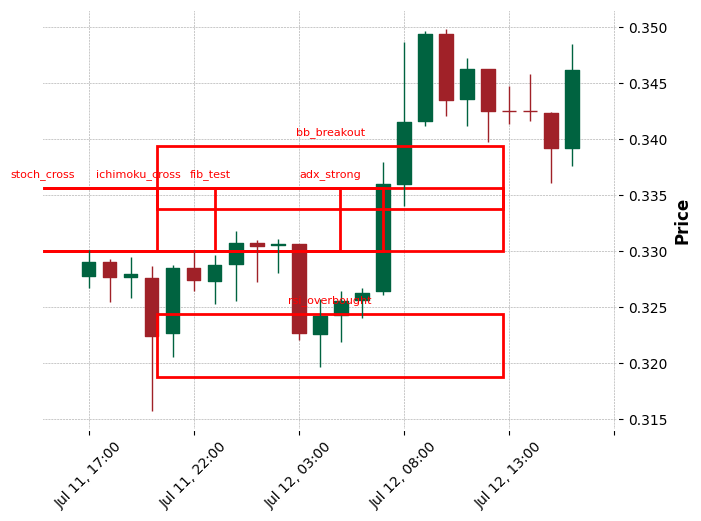 0.350
0.345
bb_breakout
0.340
stoch_cross ichimoku_cross fib_test adx_strong
0.335
Price
0.330
0.325
0.320
0.315
Jul 11, 17:00
Jul 11, 22:00
Jul 12, 03:00
Jul 12, 08:00
Jul 12, 13:00